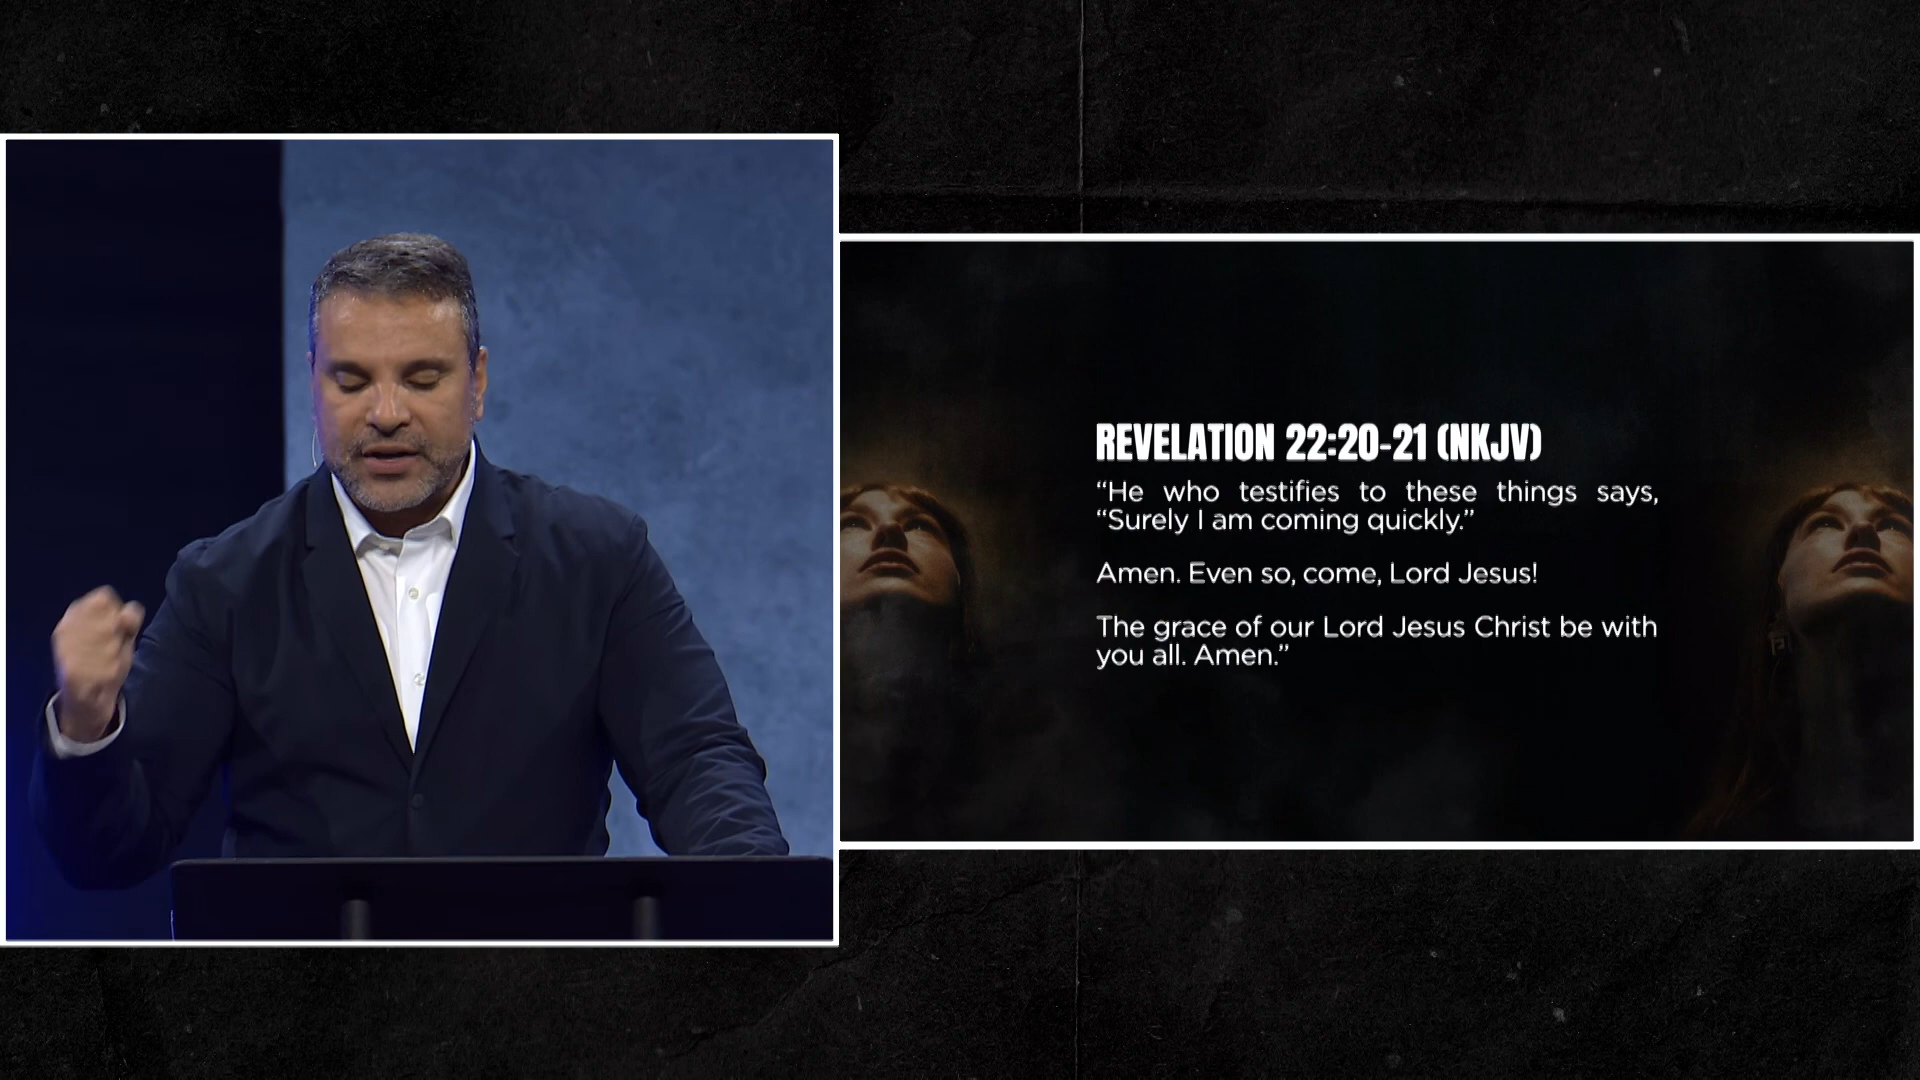 REVELATION 22:20-21 (NKJV)
“He who testifies to these things says,
“Surely I am coming quickly.”
Amen. Even so, come, Lord Jesus!
The grace of our Lord Jesus Christ be with
you all. Amen.”